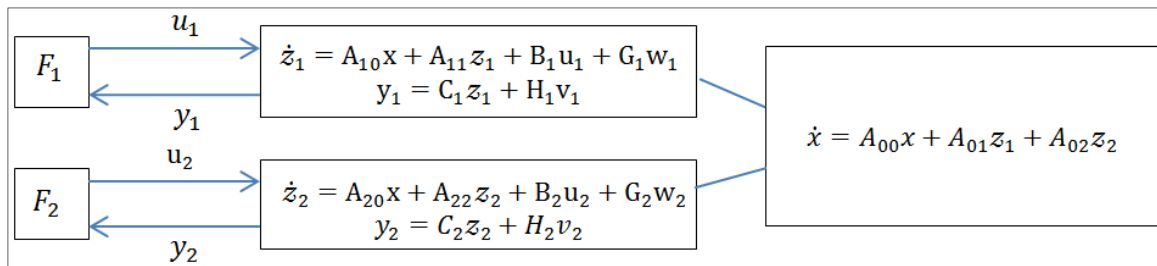 u₁
F₁
ż₁ = A₁₀x + A₁₁z₁ + B₁u₁ + G₁w₁
y₁ = C₁z₁ + H₁v₁
y₁
ẋ = A₀₀x + A₀₁z₁ + A₀₂z₂
u₂
F₂
ż₂ = A₂₀x + A₂₂z₂ + B₂u₂ + G₂w₂
y₂ = C₂z₂ + H₂v₂
y₂